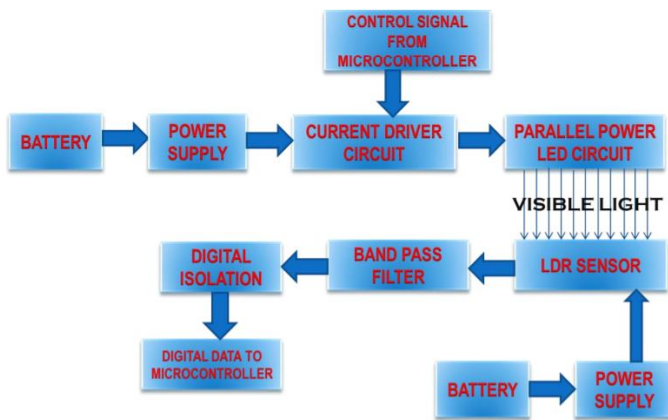 CONTROL SIGNAL
FROM
MICROCONTROLLER
BATTERY
POWER
SUPPLY
CURRENT DRIVER
CIRCUIT
PARALLEL POWER
LED CIRCUIT
VISIBLE LIGHT
DIGITAL
ISOLATION
BAND PASS
FILTER
LDR SENSOR
DIGITAL DATA TO
MICROCONTROLLER
BATTERY
POWER
SUPPLY